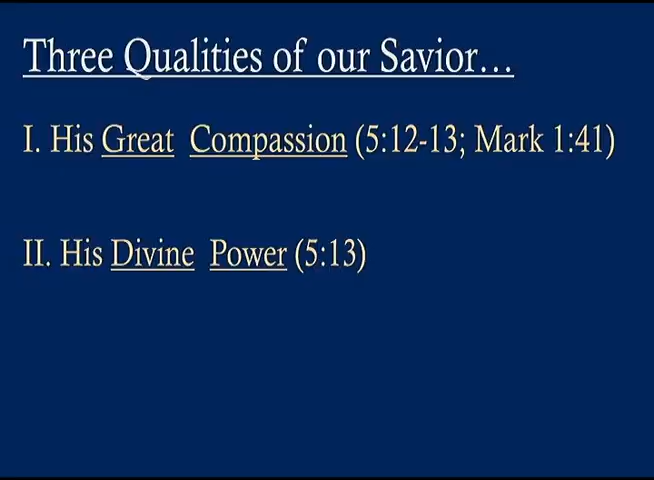 Three Qualities of our Savior…
I. His Great Compassion (5:12-13; Mark 1:41)
II. His Divine Power (5:13)